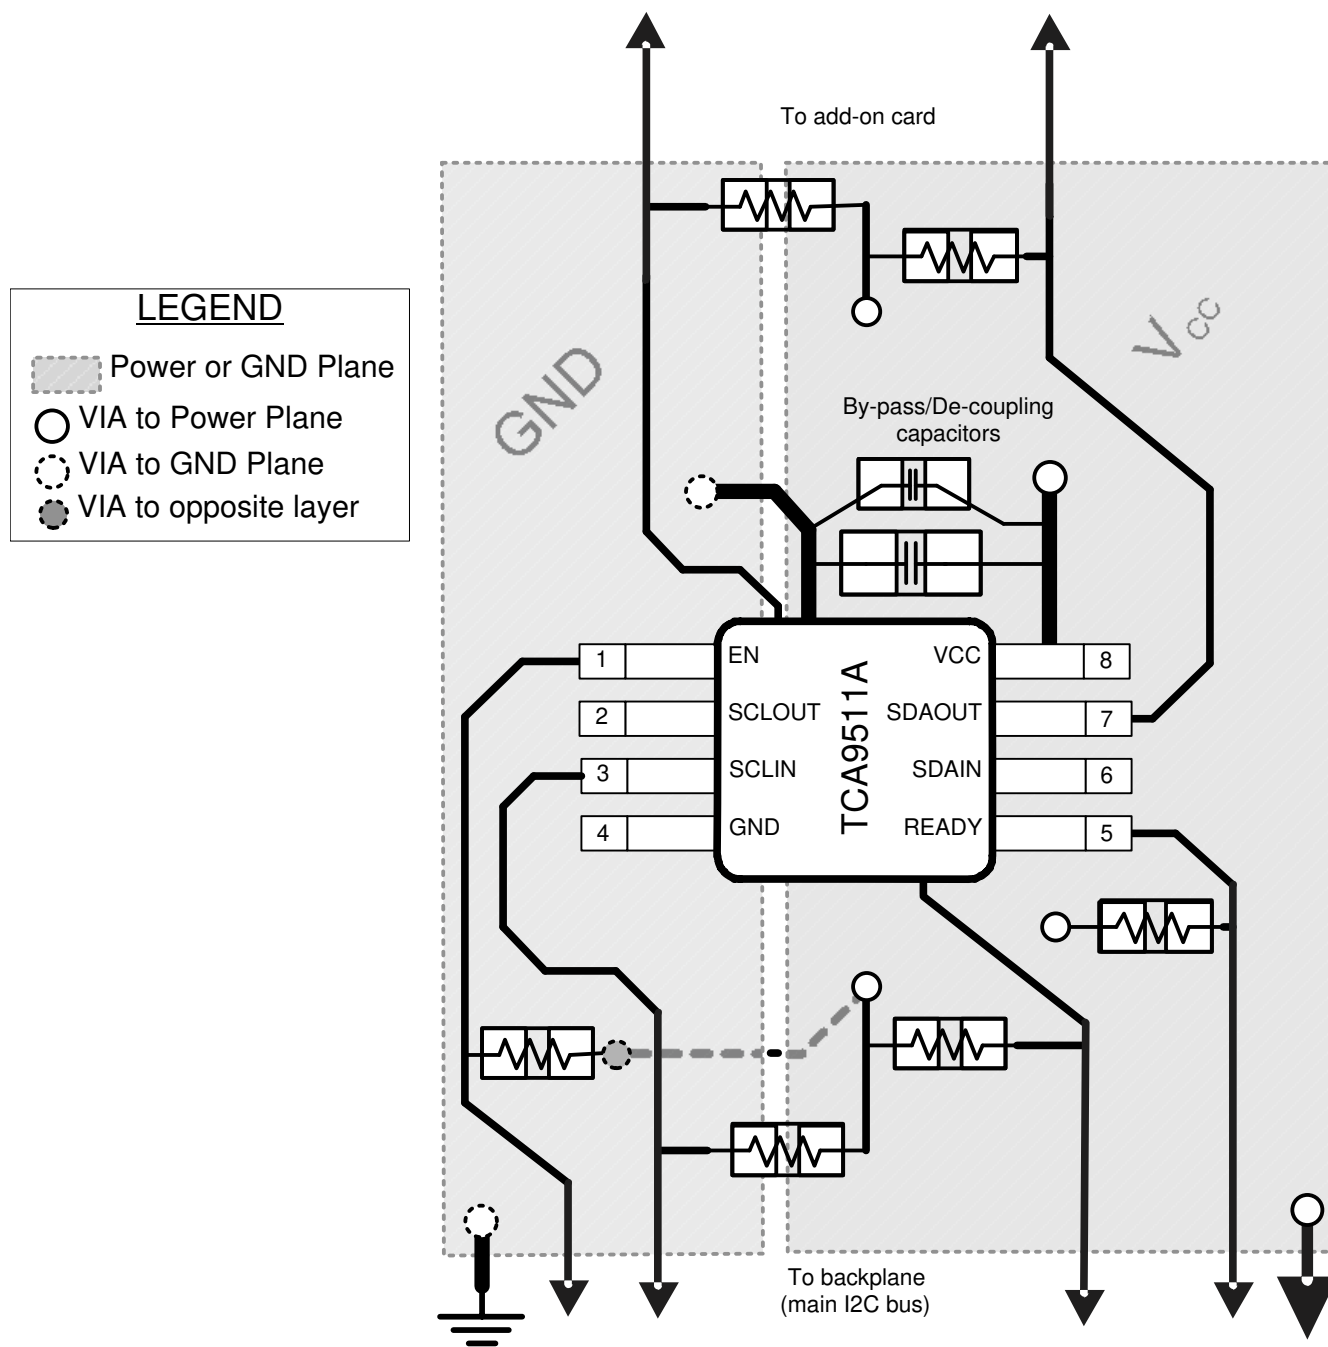 To add-on card
LEGEND
Power or GND Plane
VIA to Power Plane
VIA to GND Plane
VIA to opposite layer
GND
VCC
By-pass/De-coupling
capacitors
1 EN VCC 8
2 SCLOUT SDAOUT 7
3 SCLIN SDAIN 6
4 GND READY 5
TCA9511A
To backplane
(main I2C bus)